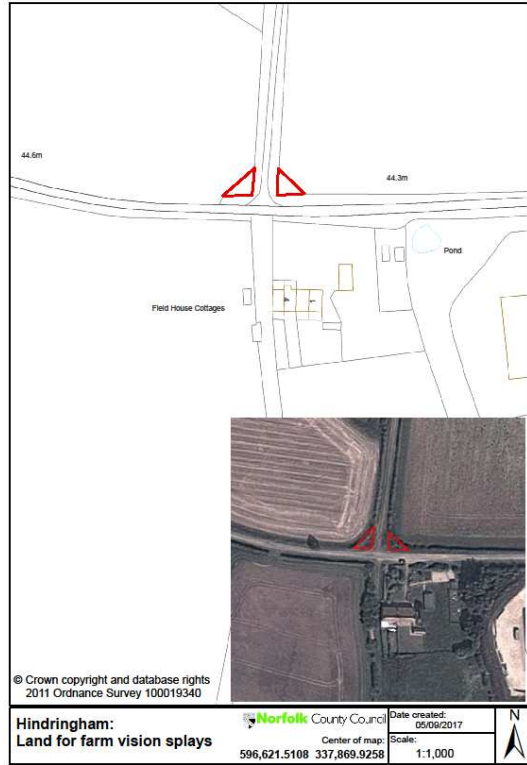 44.6m
44.3m
Pond
Field House Cottages
4
1
© Crown copyright and database rights
2011 Ordnance Survey 100019340
Hindringham:
Land for farm vision splays
Norfolk County Council
Center of map:
596,621.5108 337,869.9258
Date created:
05/09/2017
Scale:
1:1,000
N